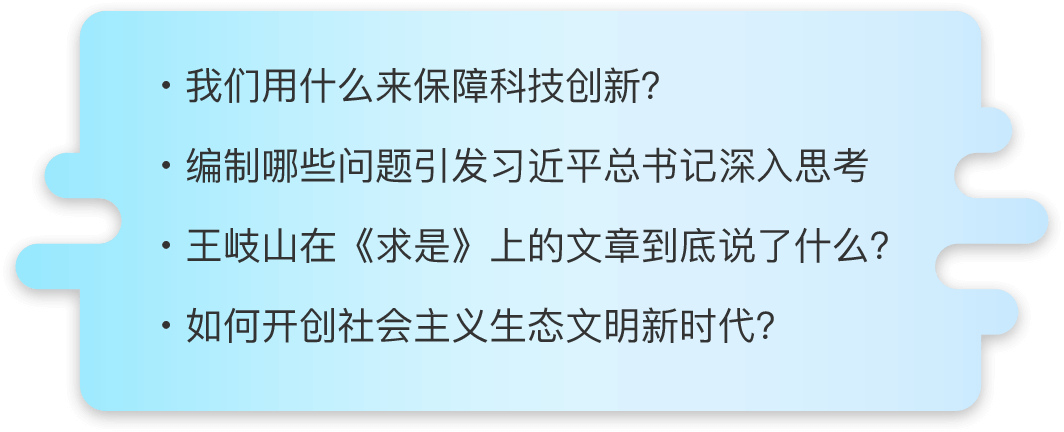 ・我们用什么来保障科技创新？
・编制哪些问题引发习近平总书记深入思考
・王岐山在《求是》上的文章到底说了什么？
・如何开创社会主义生态文明新时代？